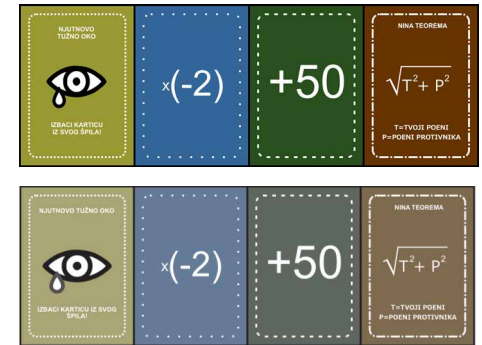 NJUTNOVO
TUŽNO OKO
IZBACI KARTICU
IZ SVOG ŠPILA!
x(-2)
+50
NINA TEOREMA
√T²+ P²
T=TVOJI POENI
P=POENI PROTIVNIKA
NJUTNOVO TUŽNO OKO
IZBACI KARTICU IZ SVOG
ŠPILA!
x(-2)
+50
NINA TEOREMA
√T²+ P²
T=TVOJI POENI
P=POENI PROTIVNIKA